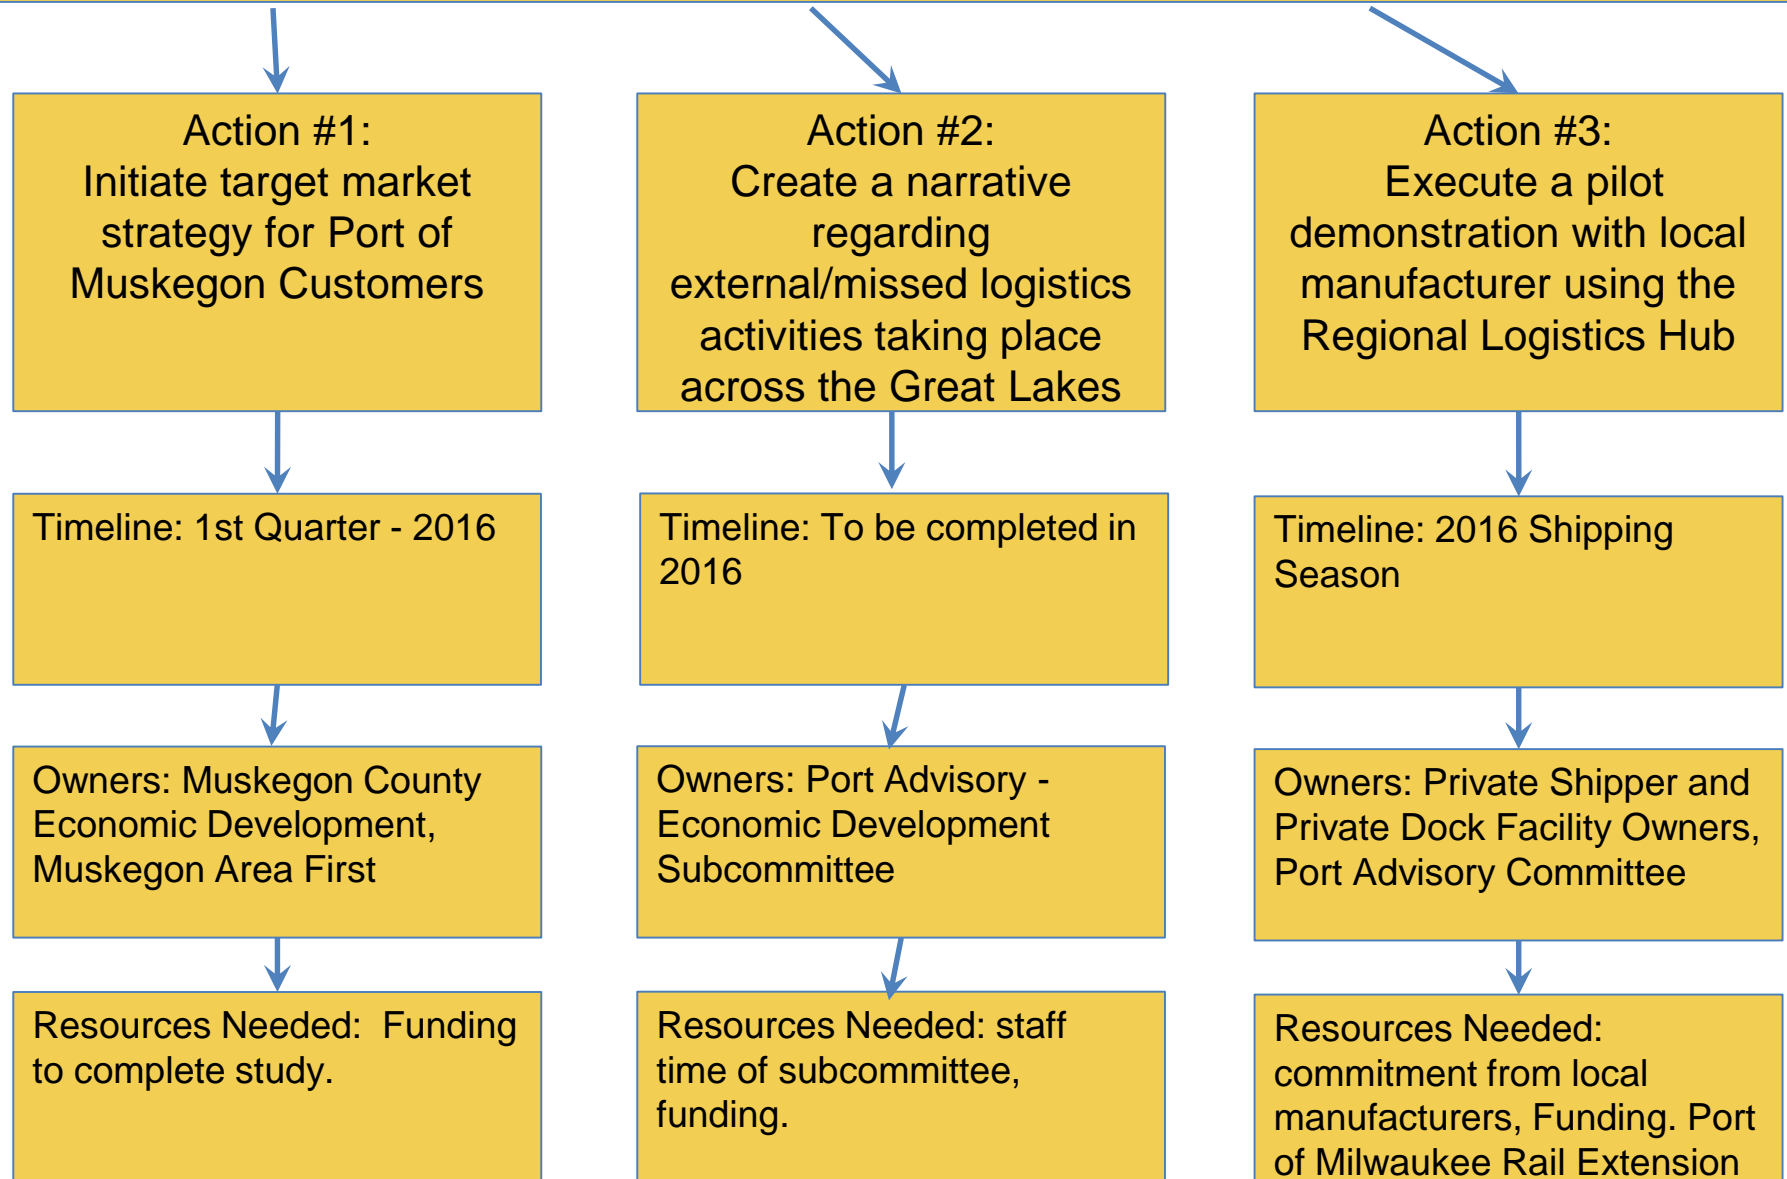 Action #1:
Initiate target market
strategy for Port of
Muskegon Customers
Timeline: 1st Quarter - 2016
Owners: Muskegon County
Economic Development,
Muskegon Area First
Resources Needed:  Funding
to complete study.
Action #2:
Create a narrative
regarding
external/missed logistics
activities taking place
across the Great Lakes
Timeline: To be completed in
2016
Owners: Port Advisory -
Economic Development
Subcommittee
Resources Needed: staff
time of subcommittee,
funding.
Action #3:
Execute a pilot
demonstration with local
manufacturer using the
Regional Logistics Hub
Timeline: 2016 Shipping
Season
Owners: Private Shipper and
Private Dock Facility Owners,
Port Advisory Committee
Resources Needed:
commitment from local
manufacturers, Funding. Port
of Milwaukee Rail Extension